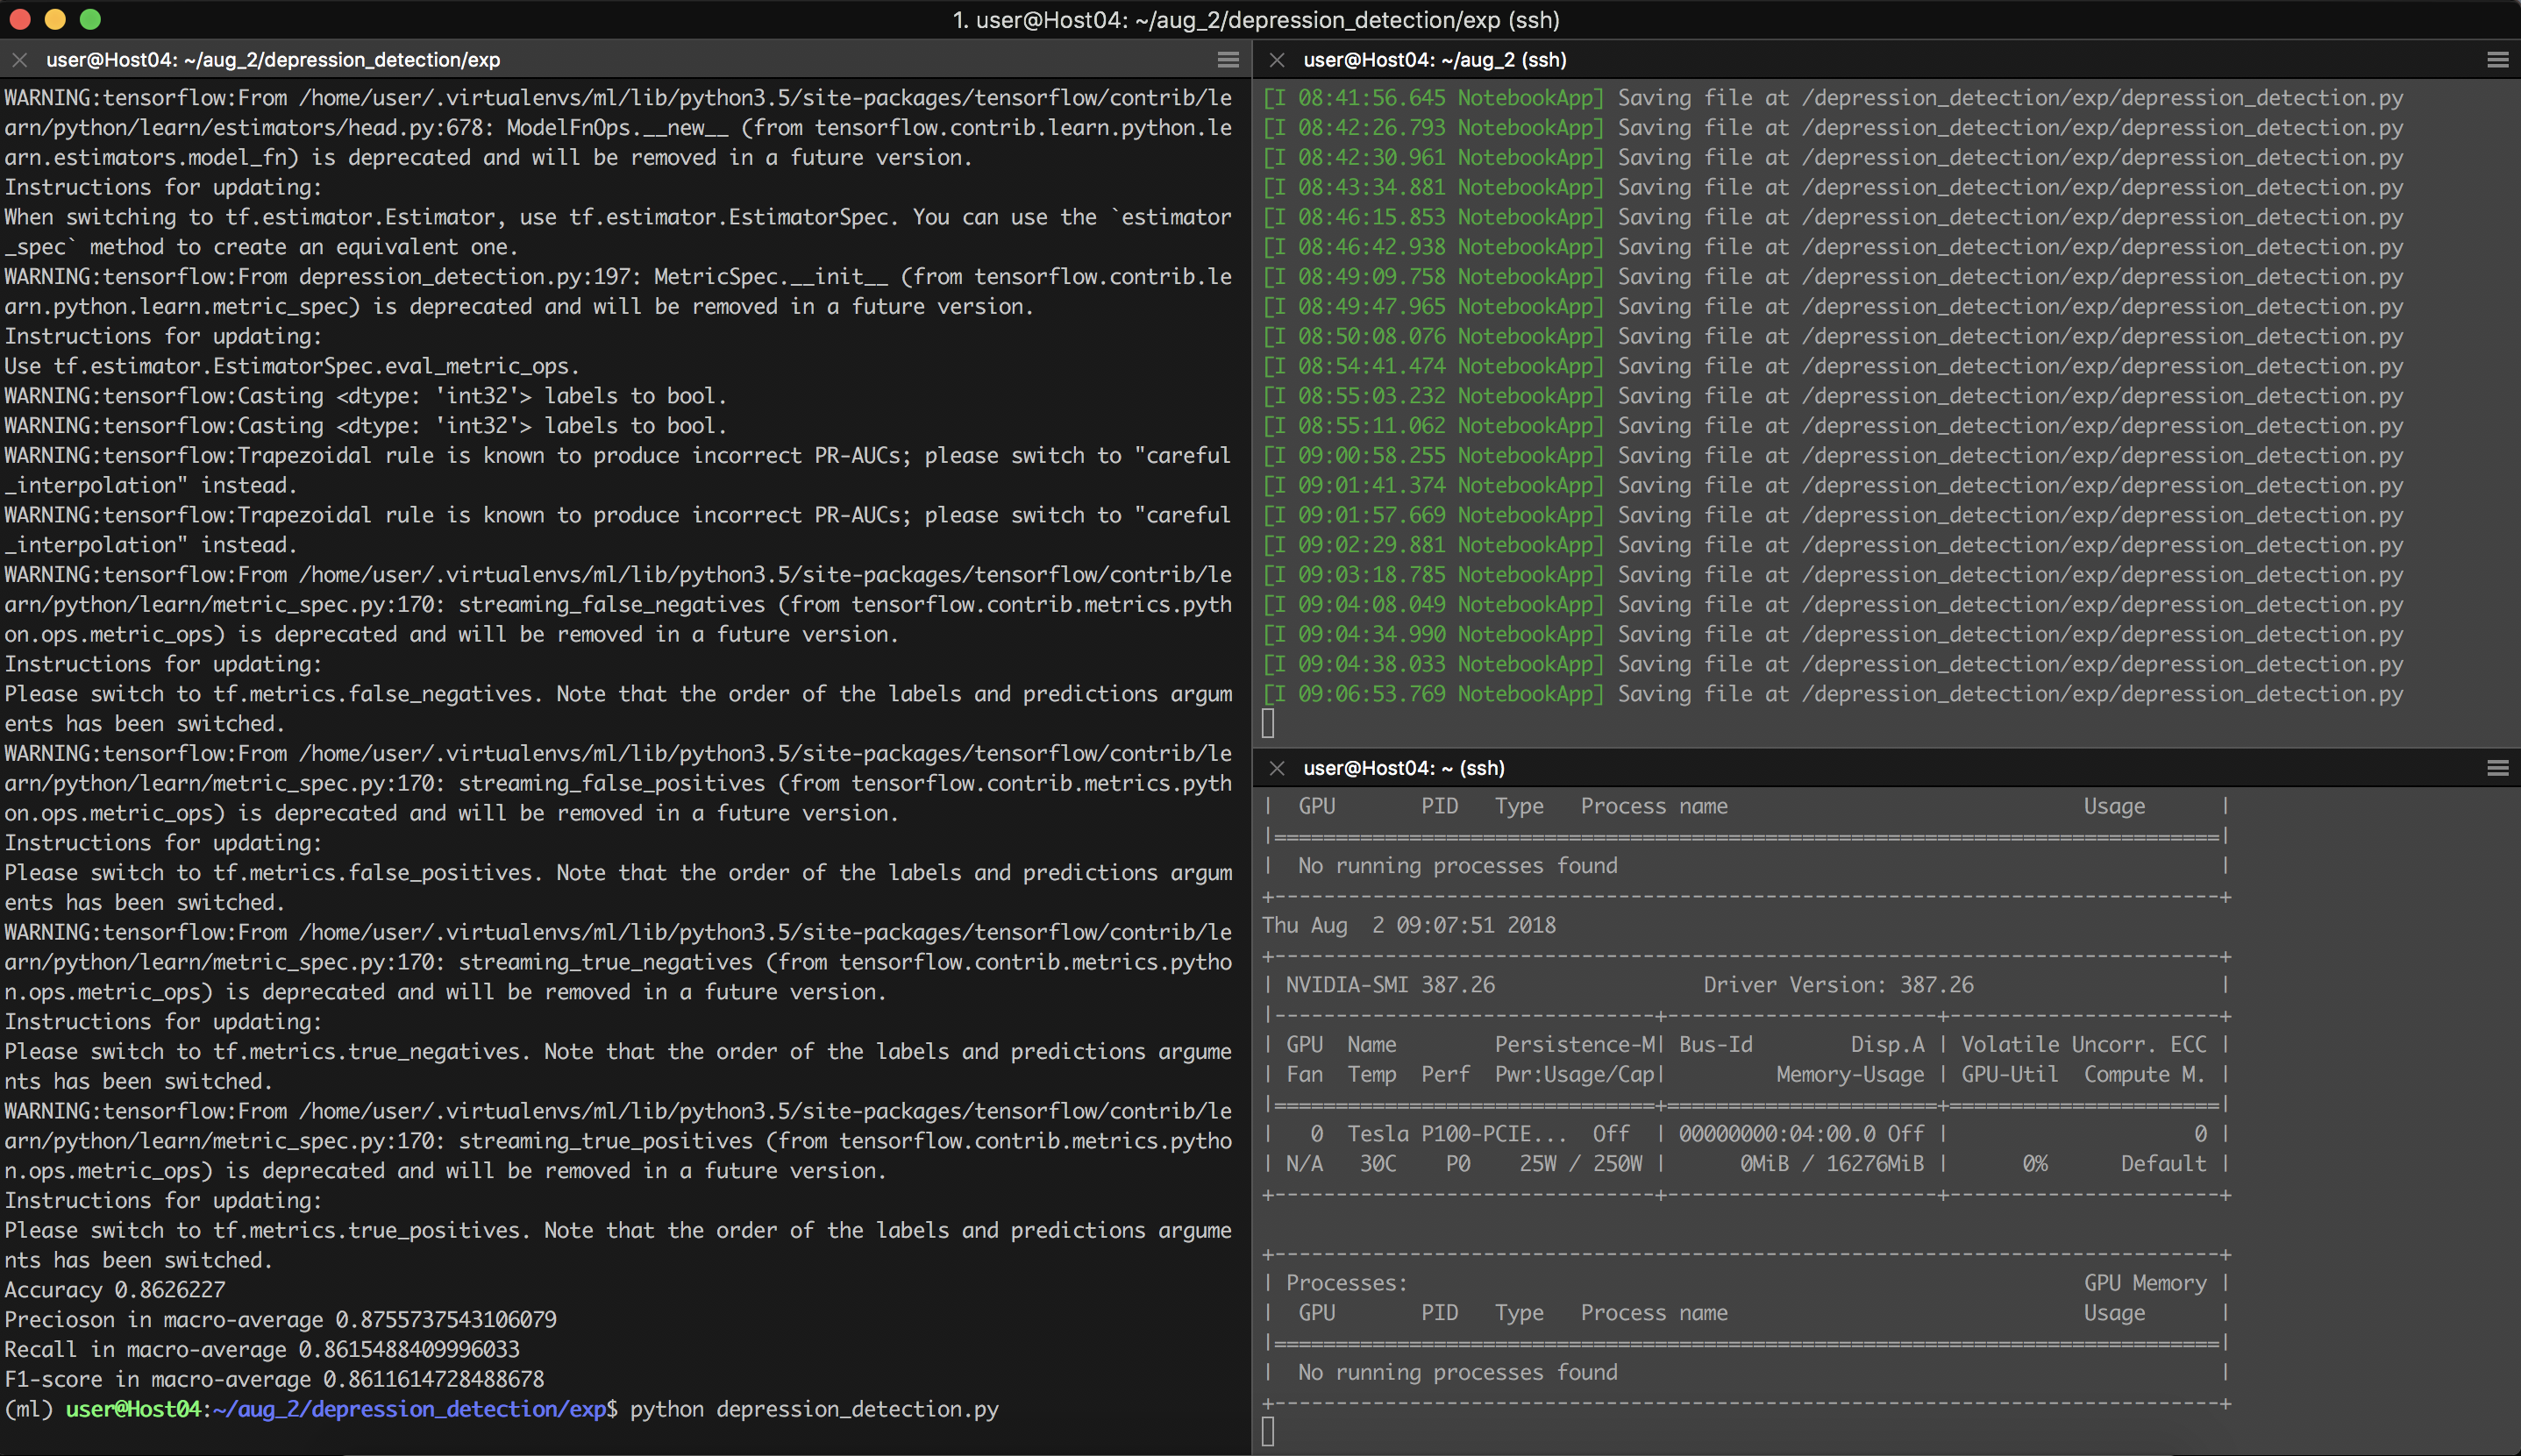 1. user@Host04: ~/aug_2/depression_detection/exp (ssh)
user@Host04: ~/aug_2/depression_detection/exp
WARNING:tensorflow:From /home/user/.virtualenvs/ml/lib/python3.5/site-packages/tensorflow/contrib/le
arn/python/learn/estimators/head.py:678: ModelFnOps.__new__ (from tensorflow.contrib.learn.python.le
arn.estimators.model_fn) is deprecated and will be removed in a future version.
Instructions for updating:
When switching to tf.estimator.Estimator, use tf.estimator.EstimatorSpec. You can use the `estimator
_spec` method to create an equivalent one.
WARNING:tensorflow:From depression_detection.py:197: MetricSpec.__init__ (from tensorflow.contrib.le
arn.python.learn.metric_spec) is deprecated and will be removed in a future version.
Instructions for updating:
Use tf.estimator.EstimatorSpec.eval_metric_ops.
WARNING:tensorflow:Casting <dtype: 'int32'> labels to bool.
WARNING:tensorflow:Casting <dtype: 'int32'> labels to bool.
WARNING:tensorflow:Trapezoidal rule is known to produce incorrect PR-AUCs; please switch to "careful
_interpolation" instead.
WARNING:tensorflow:Trapezoidal rule is known to produce incorrect PR-AUCs; please switch to "careful
_interpolation" instead.
WARNING:tensorflow:From /home/user/.virtualenvs/ml/lib/python3.5/site-packages/tensorflow/contrib/le
arn/python/learn/metric_spec.py:170: streaming_false_negatives (from tensorflow.contrib.metrics.pyth
on.ops.metric_ops) is deprecated and will be removed in a future version.
Instructions for updating:
Please switch to tf.metrics.false_negatives. Note that the order of the labels and predictions argum
ents has been switched.
WARNING:tensorflow:From /home/user/.virtualenvs/ml/lib/python3.5/site-packages/tensorflow/contrib/le
arn/python/learn/metric_spec.py:170: streaming_false_positives (from tensorflow.contrib.metrics.pyth
on.ops.metric_ops) is deprecated and will be removed in a future version.
Instructions for updating:
Please switch to tf.metrics.false_positives. Note that the order of the labels and predictions argum
ents has been switched.
WARNING:tensorflow:From /home/user/.virtualenvs/ml/lib/python3.5/site-packages/tensorflow/contrib/le
arn/python/learn/metric_spec.py:170: streaming_true_negatives (from tensorflow.contrib.metrics.pytho
n.ops.metric_ops) is deprecated and will be removed in a future version.
Instructions for updating:
Please switch to tf.metrics.true_negatives. Note that the order of the labels and predictions argume
nts has been switched.
WARNING:tensorflow:From /home/user/.virtualenvs/ml/lib/python3.5/site-packages/tensorflow/contrib/le
arn/python/learn/metric_spec.py:170: streaming_true_positives (from tensorflow.contrib.metrics.pytho
n.ops.metric_ops) is deprecated and will be removed in a future version.
Instructions for updating:
Please switch to tf.metrics.true_positives. Note that the order of the labels and predictions argume
nts has been switched.
Accuracy 0.8626227
Precioson in macro-average 0.8755737543106079
Recall in macro-average 0.8615488409996033
F1-score in macro-average 0.8611614728488678
(ml) user@Host04:~/aug_2/depression_detection/exp$ python depression_detection.py
user@Host04: ~/aug_2 (ssh)
[I 08:41:56.645 NotebookApp] Saving file at /depression_detection/exp/depression_detection.py
[I 08:42:26.793 NotebookApp] Saving file at /depression_detection/exp/depression_detection.py
[I 08:42:30.961 NotebookApp] Saving file at /depression_detection/exp/depression_detection.py
[I 08:43:34.881 NotebookApp] Saving file at /depression_detection/exp/depression_detection.py
[I 08:46:15.853 NotebookApp] Saving file at /depression_detection/exp/depression_detection.py
[I 08:46:42.938 NotebookApp] Saving file at /depression_detection/exp/depression_detection.py
[I 08:49:09.758 NotebookApp] Saving file at /depression_detection/exp/depression_detection.py
[I 08:49:47.965 NotebookApp] Saving file at /depression_detection/exp/depression_detection.py
[I 08:50:08.076 NotebookApp] Saving file at /depression_detection/exp/depression_detection.py
[I 08:54:41.474 NotebookApp] Saving file at /depression_detection/exp/depression_detection.py
[I 08:55:03.232 NotebookApp] Saving file at /depression_detection/exp/depression_detection.py
[I 08:55:11.062 NotebookApp] Saving file at /depression_detection/exp/depression_detection.py
[I 09:00:58.255 NotebookApp] Saving file at /depression_detection/exp/depression_detection.py
[I 09:01:41.374 NotebookApp] Saving file at /depression_detection/exp/depression_detection.py
[I 09:01:57.669 NotebookApp] Saving file at /depression_detection/exp/depression_detection.py
[I 09:02:29.881 NotebookApp] Saving file at /depression_detection/exp/depression_detection.py
[I 09:03:18.785 NotebookApp] Saving file at /depression_detection/exp/depression_detection.py
[I 09:04:08.049 NotebookApp] Saving file at /depression_detection/exp/depression_detection.py
[I 09:04:34.990 NotebookApp] Saving file at /depression_detection/exp/depression_detection.py
[I 09:04:38.033 NotebookApp] Saving file at /depression_detection/exp/depression_detection.py
[I 09:06:53.769 NotebookApp] Saving file at /depression_detection/exp/depression_detection.py
user@Host04: ~ (ssh)
|  GPU       PID   Type   Process name                             Usage      |
|=============================================================================|
|  No running processes found                                                 |
+-----------------------------------------------------------------------------+
Thu Aug  2 09:07:51 2018
+-----------------------------------------------------------------------------+
| NVIDIA-SMI 387.26                 Driver Version: 387.26                    |
|-------------------------------+----------------------+----------------------+
| GPU  Name        Persistence-M| Bus-Id        Disp.A | Volatile Uncorr. ECC |
| Fan  Temp  Perf  Pwr:Usage/Cap|         Memory-Usage | GPU-Util  Compute M. |
|===============================+======================+======================|
|   0  Tesla P100-PCIE...  Off  | 00000000:04:00.0 Off |                    0 |
| N/A   30C    P0    25W / 250W |      0MiB / 16276MiB |      0%      Default |
+-------------------------------+----------------------+----------------------+
+-----------------------------------------------------------------------------+
| Processes:                                                       GPU Memory |
|  GPU       PID   Type   Process name                             Usage      |
|=============================================================================|
|  No running processes found                                                 |
+-----------------------------------------------------------------------------+